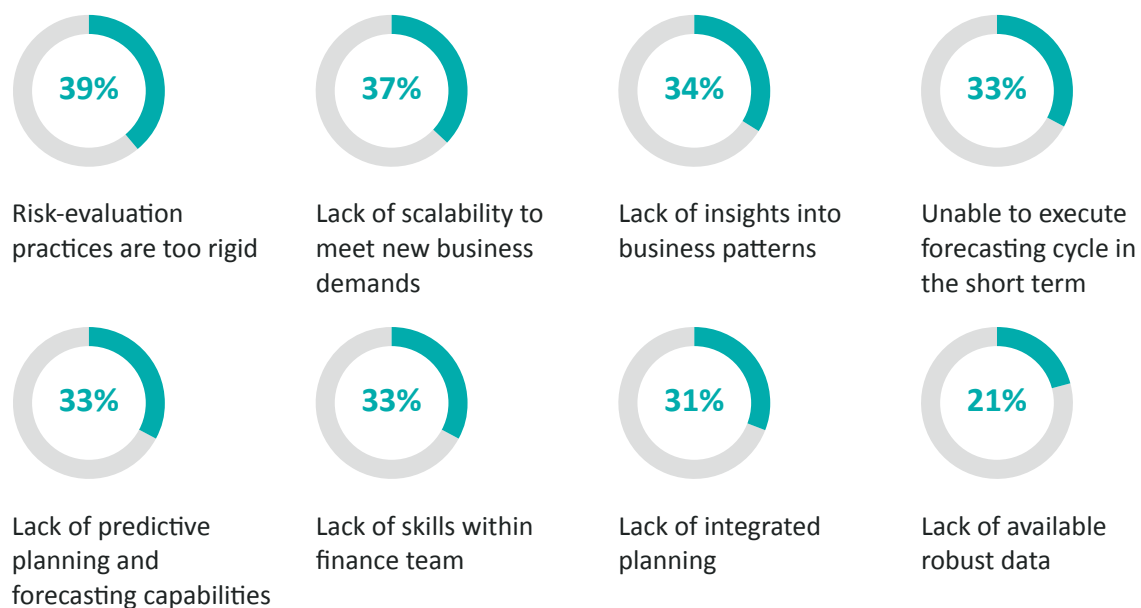 39%
Risk-evaluation
practices are too rigid
37%
Lack of scalability to
meet new business
demands
34%
Lack of insights into
business patterns
33%
Unable to execute
forecasting cycle in
the short term
33%
Lack of predictive
planning and
forecasting capabilities
33%
Lack of skills within
finance team
31%
Lack of integrated
planning
21%
Lack of available
robust data